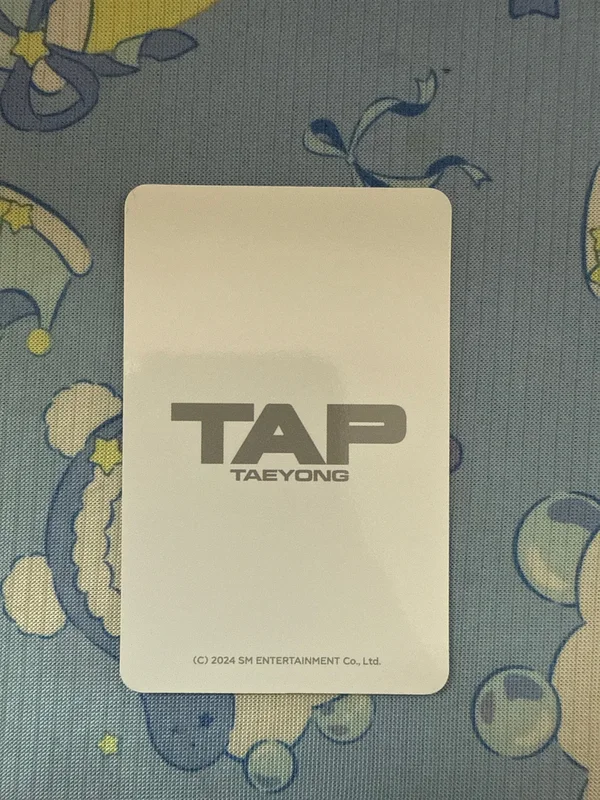 TAP
TAEYONG
(C) 2024 SM ENTERTAINMENT Co., Ltd.